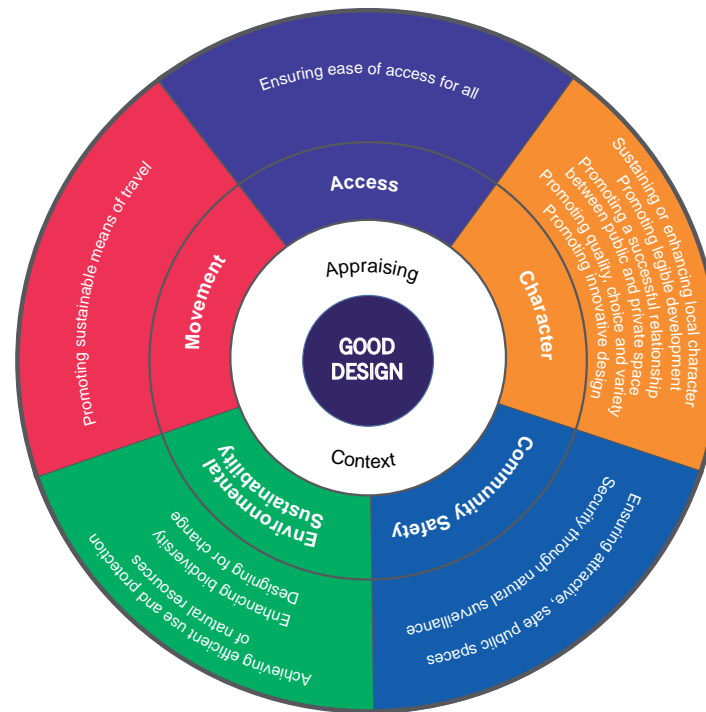 Ensuring ease of access for all
Access
Sustaining or enhancing local character
Promoting legible development
Promoting a successful relationship
between public and private space
Promoting quality, choice and variety
Promoting innovative design
Character
Ensuring attractive, safe public spaces
Security through natural surveillance
Community Safety
Environmental
Sustainability
Achieving efficient use and protection
of natural resources
Enhancing biodiversity
Designing for change
Promoting sustainable means of travel
Movement
Appraising
GOOD
DESIGN
Context